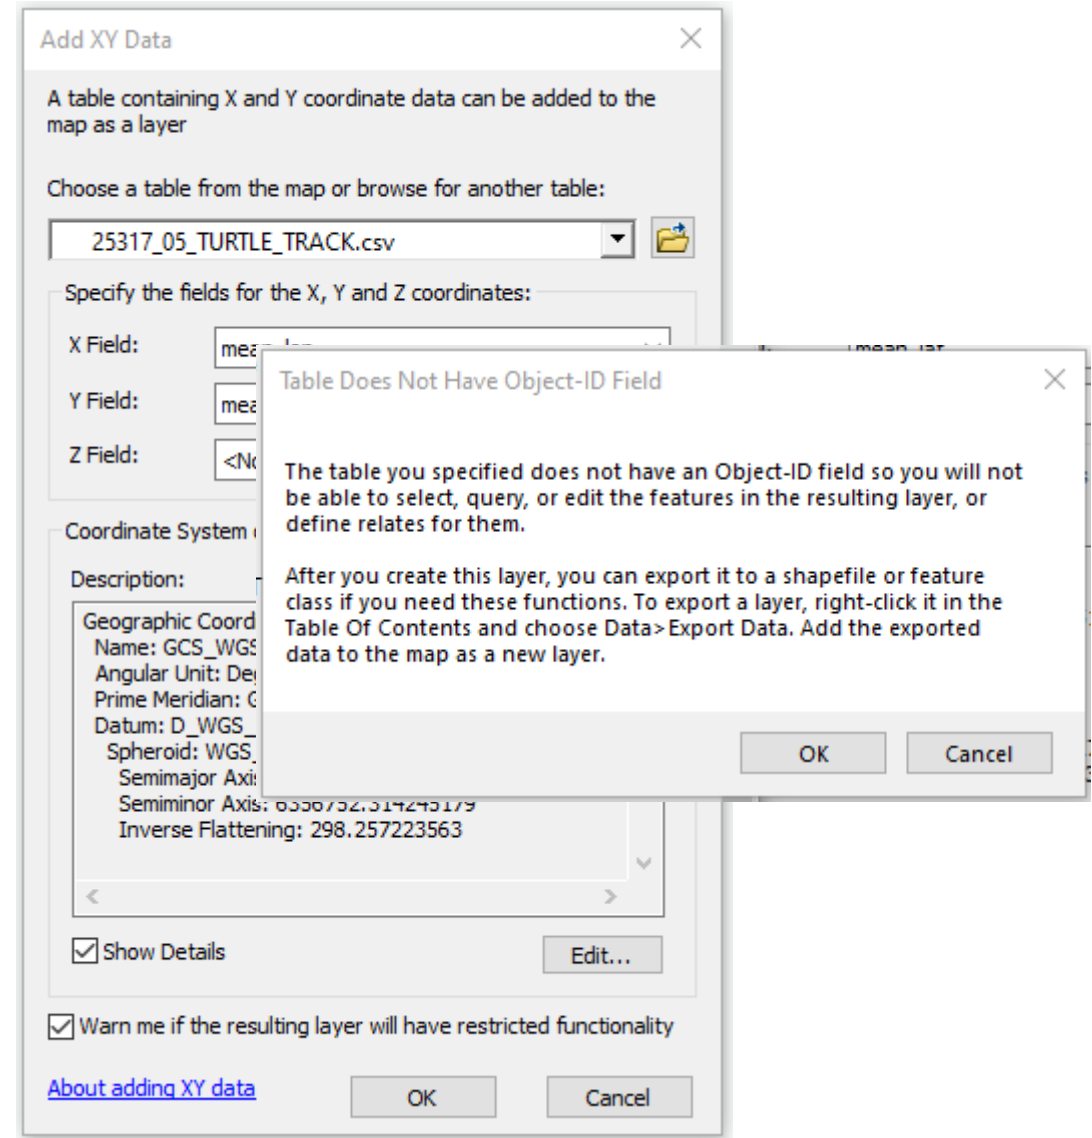 Add XY Data
A table containing X and Y coordinate data can be added to the
map as a layer
Choose a table from the map or browse for another table:
25317_05_TURTLE_TRACK.csv
Specify the fields for the X, Y and Z coordinates:
X Field:
Y Field:
Z Field:
mean_lat
Table Does Not Have Object-ID Field
The table you specified does not have an Object-ID field so you will not
be able to select, query, or edit the features in the resulting layer, or
define relates for them.
After you create this layer, you can export it to a shapefile or feature
class if you need these functions. To export a layer, right-click it in the
Table Of Contents and choose Data>Export Data. Add the exported
data to the map as a new layer.
OK
Cancel
Coordinate System
Description:
Geographic Coord
Name: GCS_WGS
Angular Unit: De
Prime Meridian:
Datum: D_WGS_
Spheroid: WGS_
Semimajor Axis
Semiminor Axis: 6356752.314245179
Inverse Flattening: 298.257223563
Show Details
Edit...
Warn me if the resulting layer will have restricted functionality
About adding XY data
OK
Cancel